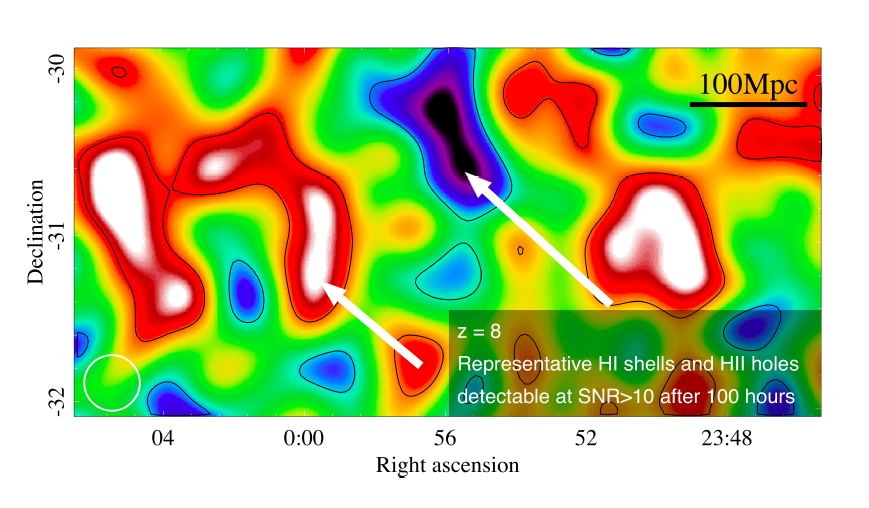 100Mpc
-30
-31
-32
Declination
z = 8
Representative HI shells and HII holes
detectable at SNR>10 after 100 hours
04 0:00 56 52 23:48
Right ascension